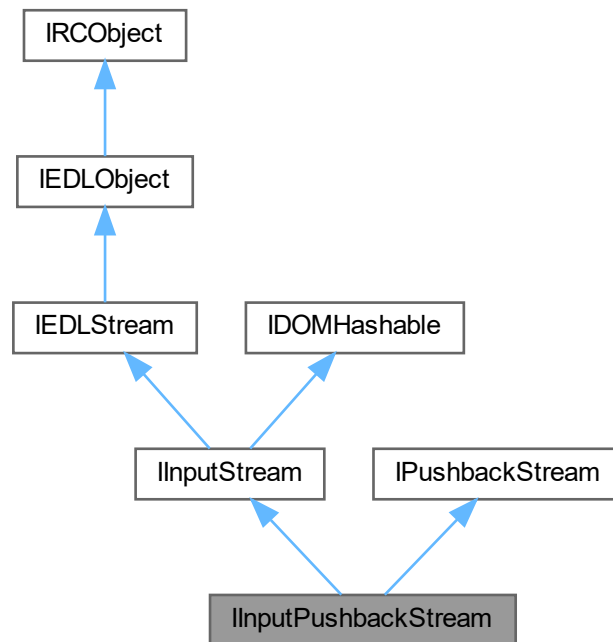 IRCObject
IEDLObject
IEDLStream
IDOMHashable
IInputStream
IPushbackStream
IInputPushbackStream